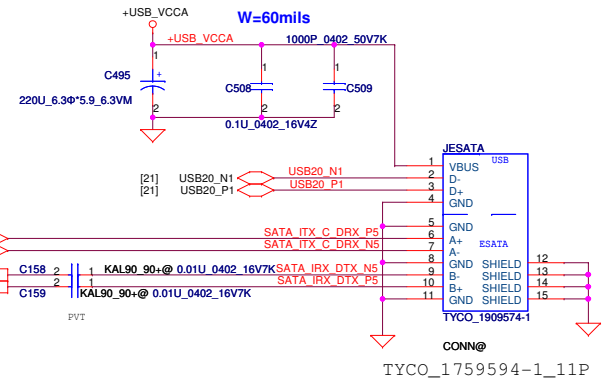 +USB_VCCA
W=60mils
+USB_VCCA
1000P_0402_50V7K
1
1
1
C495
+
C508
C509
220U_6.3Φ*5.9_6.3VM
2
2
2
0.1U_0402_16V4Z
JESATA
USB
[21] USB20_N1 USB20_N1
[21] USB20_P1 USB20_P1
1 VBUS
2 D-
3 D+
4 GND
5 GND
SATA_ITX_C_DRX_P5 6 A+
SATA_ITX_C_DRX_N5 7 A-
ESATA
8 GND SHIELD 12
C158 2 1 KAL90_90+@ 0.01U_0402_16V7K SATA_IRX_DTX_N5 9 B- SHIELD 13
2 1 SATA_IRX_DTX_P5 10 B+ SHIELD 14
C159 KAL90_90+@ 0.01U_0402_16V7K 11 GND SHIELD 15
PVT
TYCO_1909574-1
CONN@
TYCO_1759594-1_11P